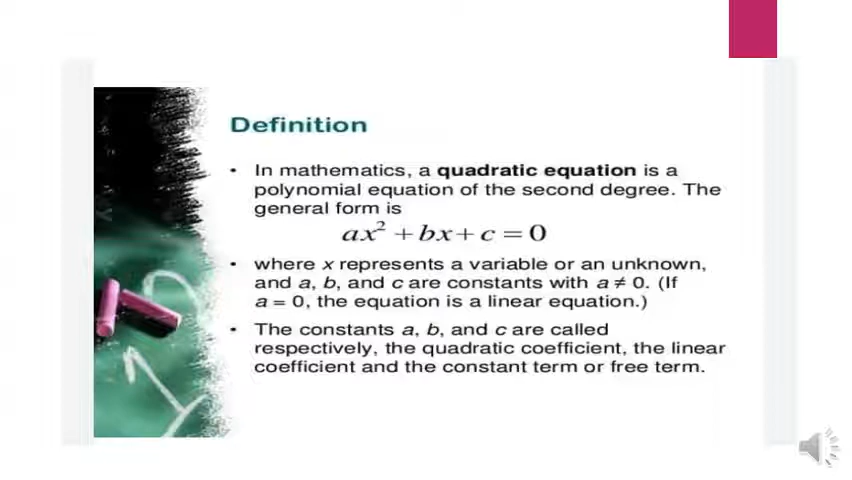 Definition
• In mathematics, a quadratic equation is a
polynomial equation of the second degree. The
general form is
ax² + bx + c = 0
• where x represents a variable or an unknown,
and a, b, and c are constants with a ≠ 0. (If
a = 0, the equation is a linear equation.)
• The constants a, b, and c are called
respectively, the quadratic coefficient, the linear
coefficient and the constant term or free term.